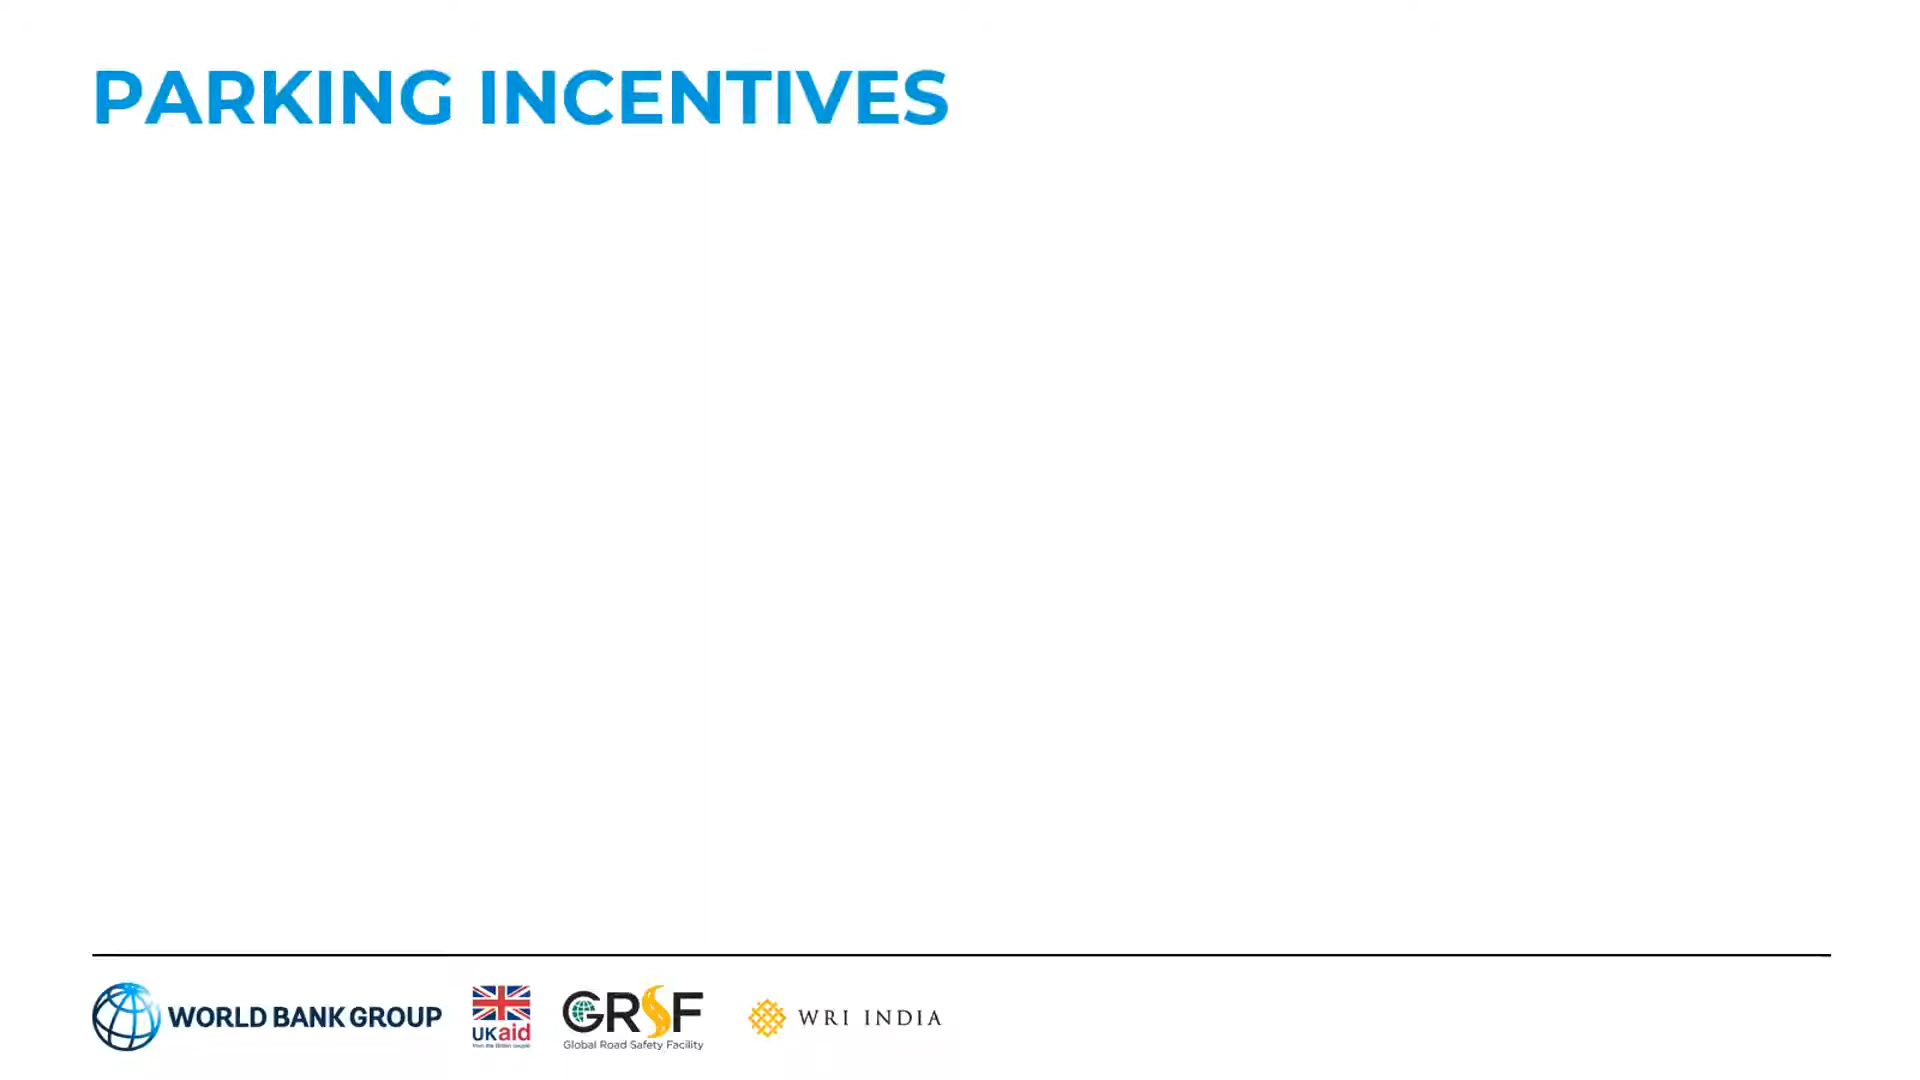 PARKING INCENTIVES
WORLD BANK GROUP
UKaid
from the British people
GRSF
Global Road Safety Facility
WRI INDIA